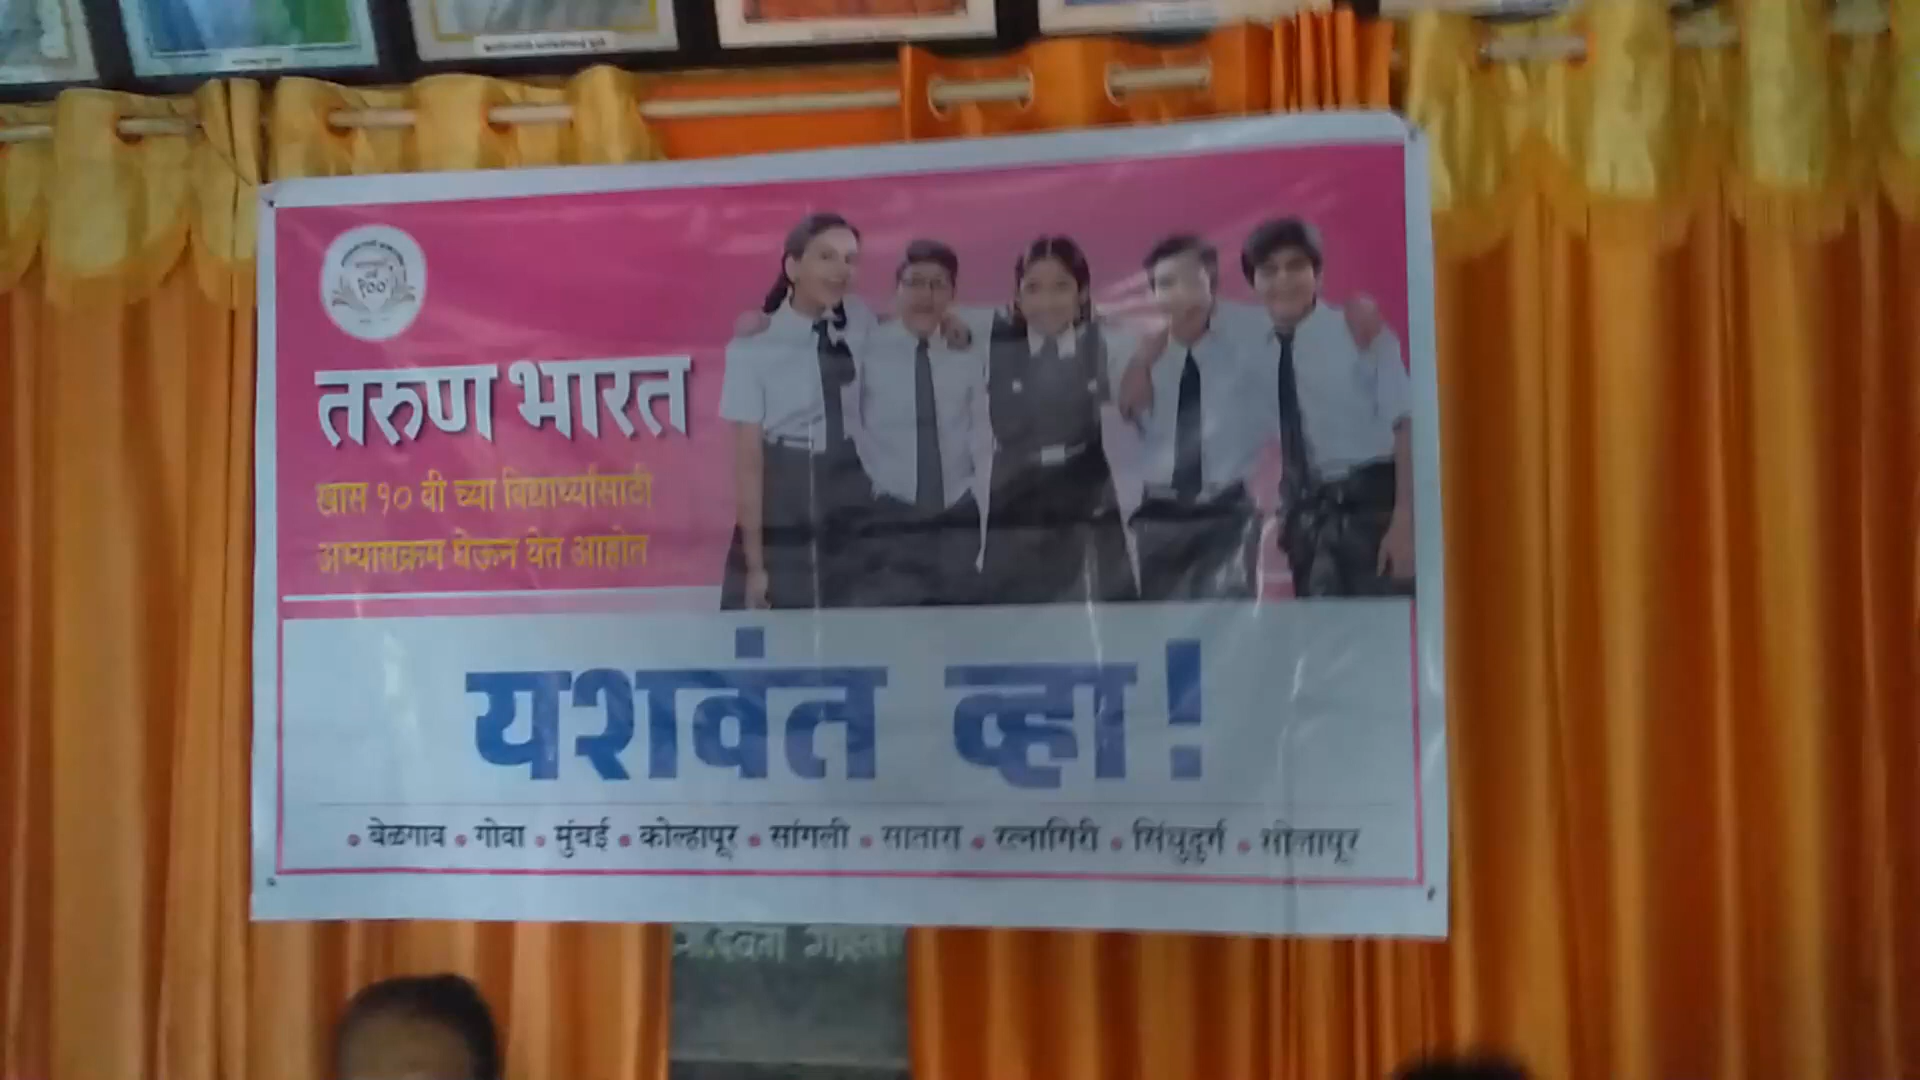 तरुण भारत
खास १० वी च्या विद्यार्थ्यांसाठी
अभ्यासक्रम घेऊन येत आहोत
यशवंत व्हा!
• बेळगाव • गोवा • मुंबई • कोल्हापूर • सांगली • सातारा • रत्नागिरी • सिंधुदुर्ग • सोलापूर